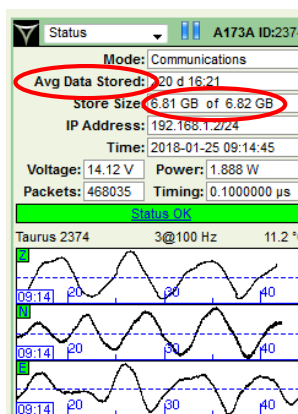 Status A173A ID:2374
Mode: Communications
Avg Data Stored: 220 d 16:21
Store Size: 6.81 GB of 6.82 GB
IP Address: 192.168.1.2/24
Time: 2018-01-25 09:14:45
Voltage: 14.12 V Power: 1.888 W
Packets: 468035 Timing: 0.1000000 µs
Status OK
Taurus 2374 3@100 Hz 11.2 °
Z
09:14 20 30 40
N
09:14 20 30 40
E
09:14 20 30 40